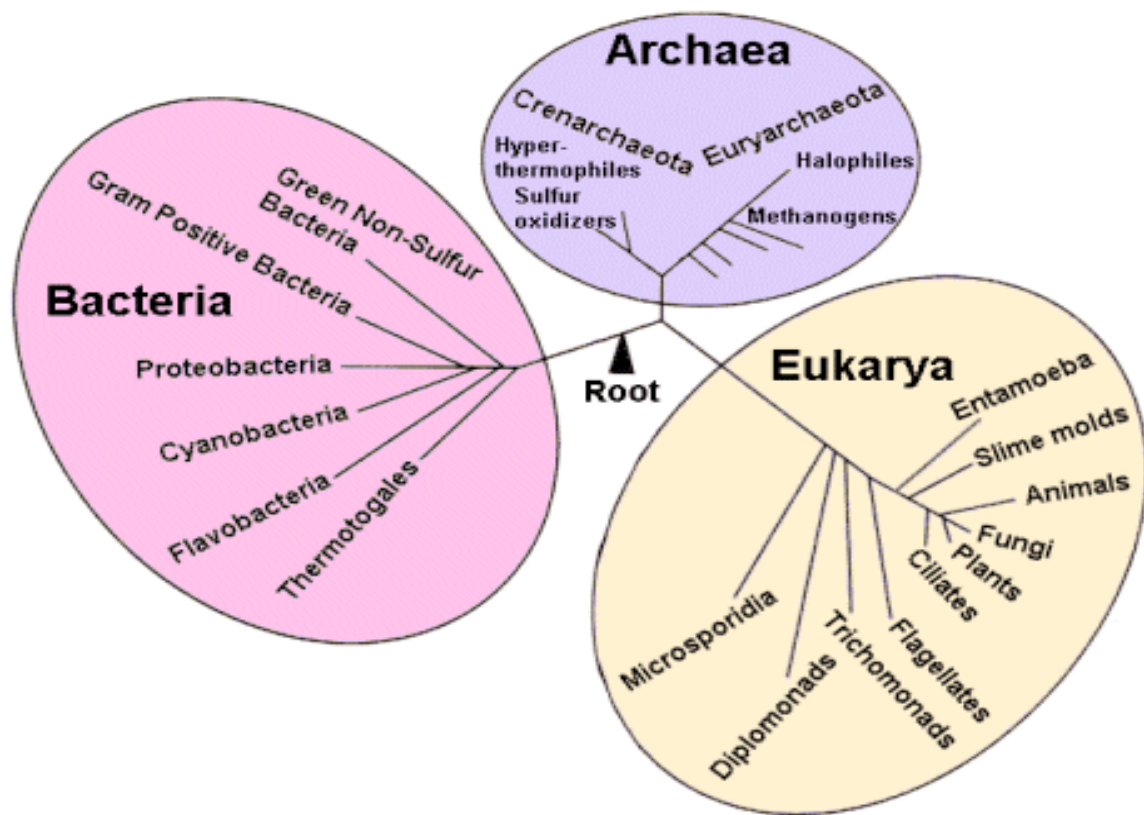 Archaea
Crenarchaeota
Euryarchaeota
Hyper-
thermophiles
Sulfur
oxidizers
Halophiles
Methanogens
Bacteria
Green Non-Sulfur
Bacteria
Gram Positive Bacteria
Proteobacteria
Cyanobacteria
Flavobacteria
Thermotogales
Root
Eukarya
Entamoeba
Slime molds
Animals
Fungi
Plants
Ciliates
Flagellates
Trichomonads
Diplomonads
Microsporidia